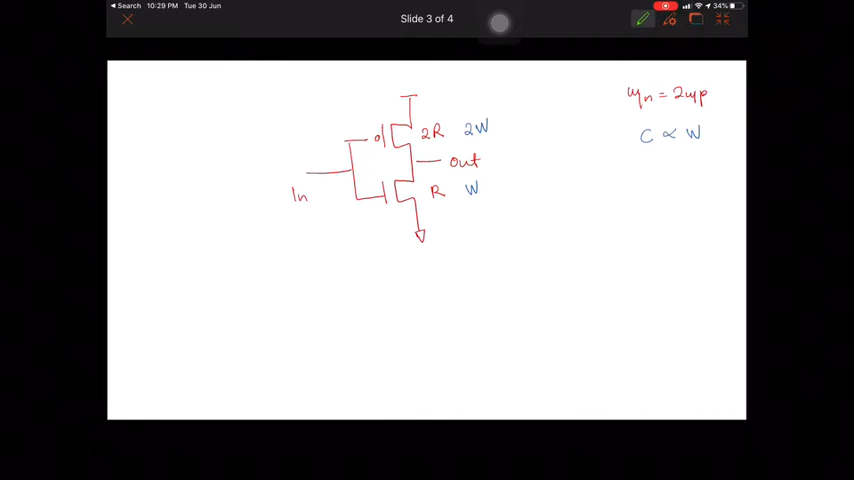 Search 10:29 PM Tue 30 Jun 34%
Slide 3 of 4
μn = 2μp
C ∝ W
2R 2W
out
R W
In